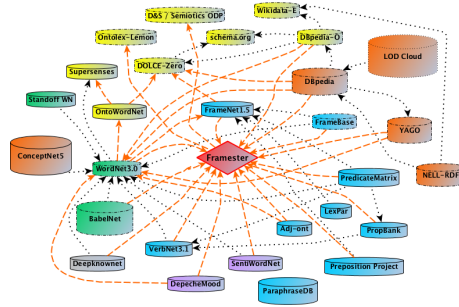 D&S / Semiotics ODP
Wikidata-E
Ontolex-Lemon
schema.org
DBpedia-O
LOD Cloud
DOLCE-Zero
Supersenses
DBpedia
Standoff WN
OntoWordNet
FrameNet1.5
FrameBase
YAGO
ConceptNet5
Framester
WordNet3.0
PredicateMatrix
NELL-RDF
BabelNet
LexPar
Adj-ont
PropBank
VerbNet3.1
Deepknownet
SentiWordNet
Preposition Project
DepecheMood
ParaphraseDB